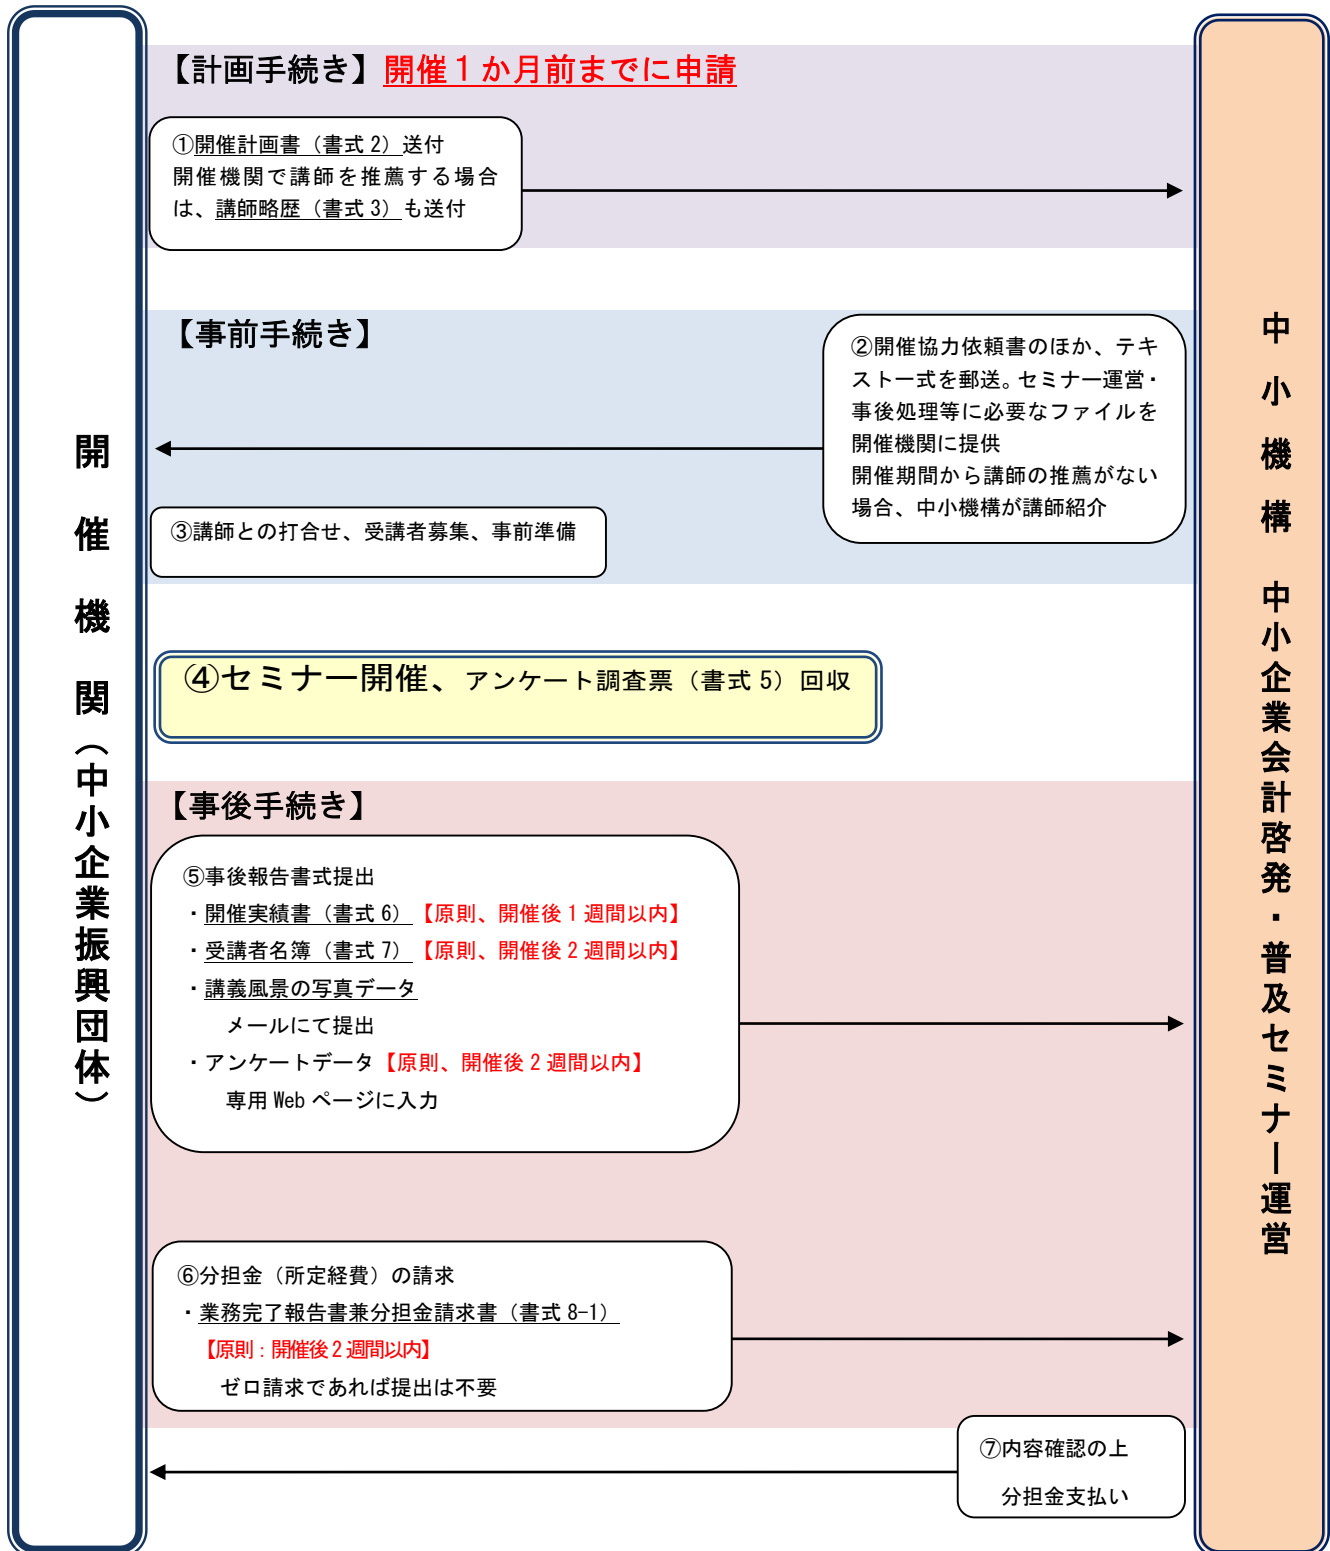 【計画手続き】開催１か月前までに申請
①開催計画書（書式 2）送付
開催機関で講師を推薦する場合
は、講師略歴（書式 3）も送付
【事前手続き】
②開催協力依頼書のほか、テキ
スト一式を郵送。セミナー運営・
事後処理等に必要なファイルを
開催機関に提供
開催期間から講師の推薦がない
場合、中小機構が講師紹介
③講師との打合せ、受講者募集、事前準備
④セミナー開催、アンケート調査票（書式 5）回収
【事後手続き】
⑤事後報告書式提出
・開催実績書（書式 6）【原則、開催後 1 週間以内】
・受講者名簿（書式 7）【原則、開催後 2 週間以内】
・講義風景の写真データ
メールにて提出
・アンケートデータ【原則、開催後 2 週間以内】
専用 Web ページに入力
⑥分担金（所定経費）の請求
・業務完了報告書兼分担金請求書（書式 8-1）
【原則：開催後 2 週間以内】
ゼロ請求であれば提出は不要
⑦内容確認の上
分担金支払い
開催機関（中小企業振興団体）
中小機構 中小企業会計啓発・普及セミナー運営